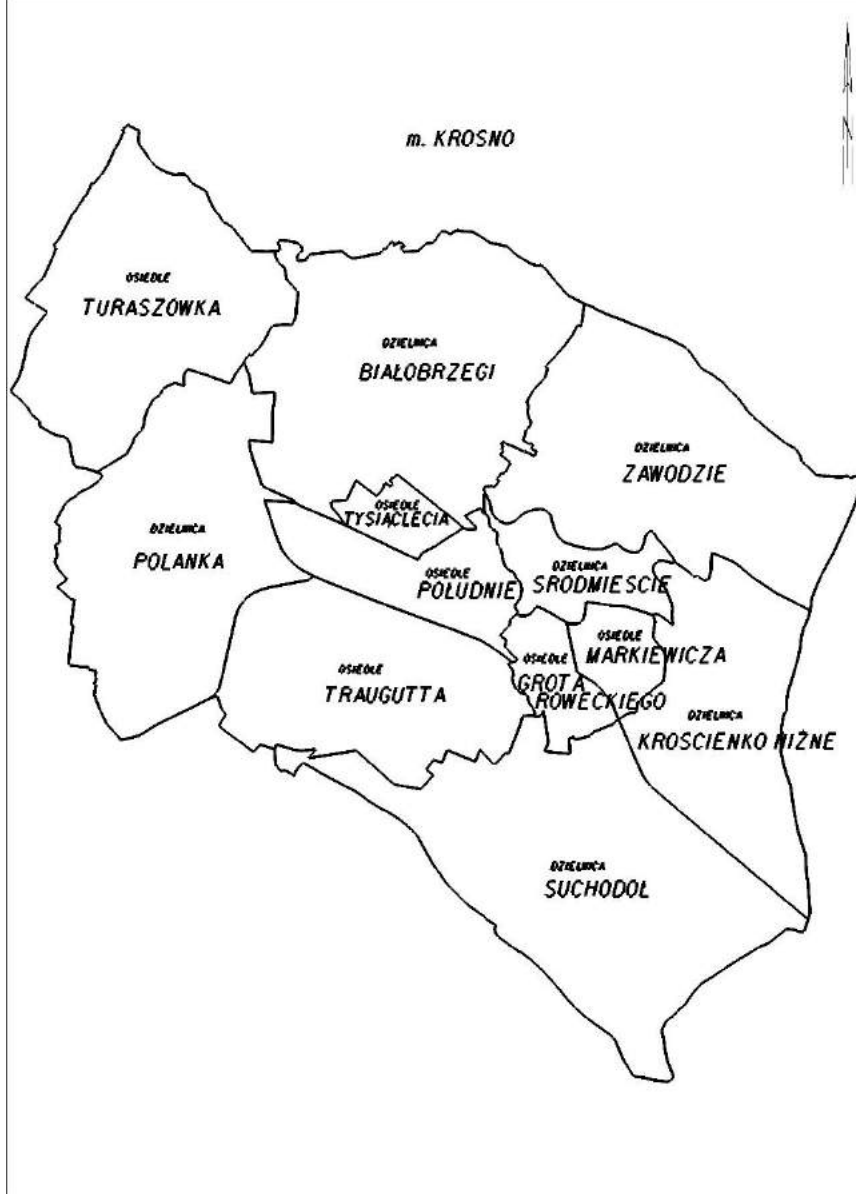 m. KROSNO
OSIEDLE
TURASZÓWKA
DZIELNICA
BIAŁOBRZEGI
DZIELNICA
ZAWODZIE
OSIEDLE
TYSIĄCLECIA
DZIELNICA
POLANKA
OSIEDLE
POŁUDNIE
DZIELNICA
ŚRODMIEŚCIE
OSIEDLE
MARKIEWICZA
OSIEDLE
GROTA
ROWECKIEGO
OSIEDLE
TRAUGUTTA
DZIELNICA
KROŚCIENKO NIŻNE
DZIELNICA
SUCHODÓŁ
N